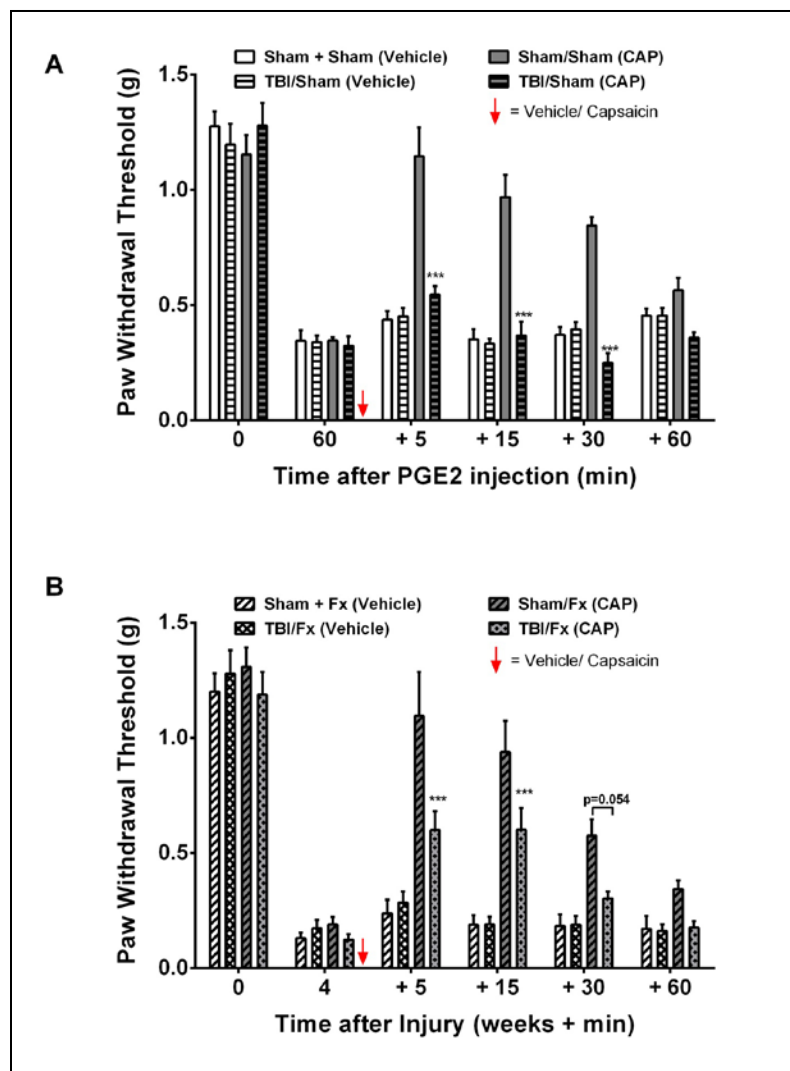 A
Sham + Sham (Vehicle)
Sham/Sham (CAP)
TBI/Sham (Vehicle)
TBI/Sham (CAP)
= Vehicle/ Capsaicin
Paw Withdrawal Threshold (g)
1.5
1.0
0.5
0.0
***
***
***
0 60 + 5 + 15 + 30 + 60
Time after PGE2 injection (min)
B
Sham + Fx (Vehicle)
Sham/Fx (CAP)
TBI/Fx (Vehicle)
TBI/Fx (CAP)
= Vehicle/ Capsaicin
Paw Withdrawal Threshold (g)
1.5
1.0
0.5
0.0
***
***
p=0.054
0 4 + 5 + 15 + 30 + 60
Time after Injury (weeks + min)